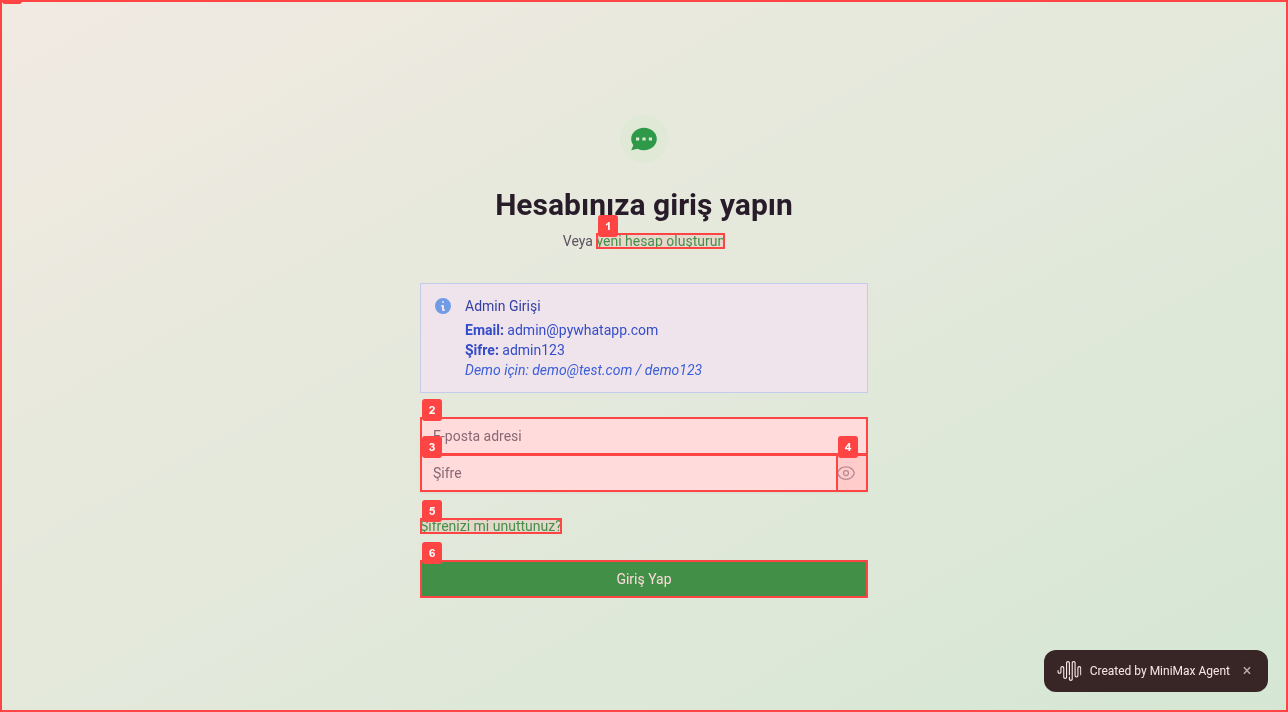 Hesabınıza giriş yapın
1
Veya yeni hesap oluşturun
Admin Girişi
Email: admin@pywhatapp.com
Şifre: admin123
Demo için: demo@test.com / demo123
2
E-posta adresi
3
4
Şifre
5
Şifrenizi mi unuttunuz?
6
Giriş Yap
Created by MiniMax Agent ×